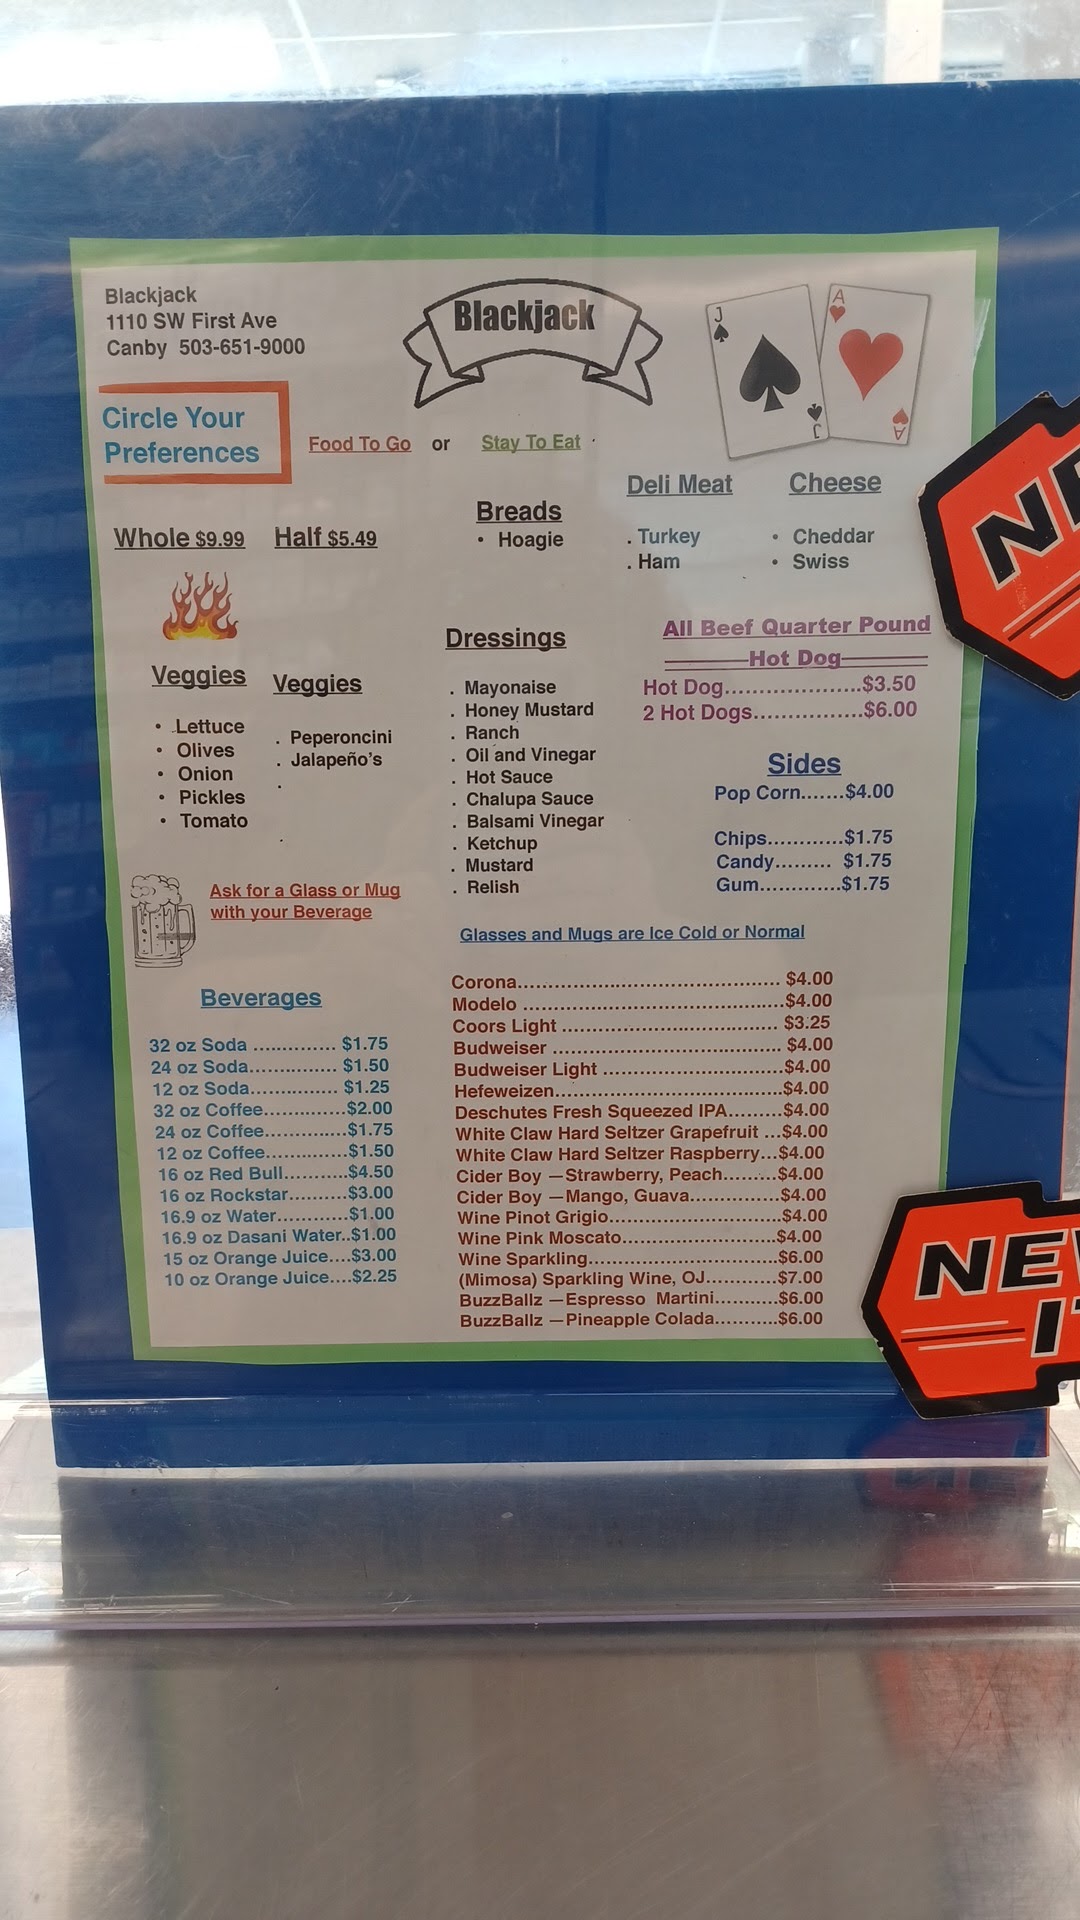 Blackjack
1110 SW First Ave
Canby 503-651-9000
Blackjack
J
J
A
A
Circle Your
Preferences
Food To Go or Stay To Eat
Whole $9.99 Half $5.49
Breads
• Hoagie
Deli Meat
. Turkey
. Ham
Cheese
• Cheddar
• Swiss
Veggies
• Lettuce
• Olives
• Onion
• Pickles
• Tomato
Veggies
. Peperoncini
. Jalapeño's
Dressings
. Mayonaise
. Honey Mustard
. Ranch
. Oil and Vinegar
. Hot Sauce
. Chalupa Sauce
. Balsami Vinegar
. Ketchup
. Mustard
. Relish
All Beef Quarter Pound
Hot Dog
Hot Dog....................$3.50
2 Hot Dogs................$6.00
Sides
Pop Corn.......$4.00
Chips............$1.75
Candy......... $1.75
Gum.............$1.75
Ask for a Glass or Mug
with your Beverage
Glasses and Mugs are Ice Cold or Normal
Beverages
32 oz Soda .............. $1.75
24 oz Soda............... $1.50
12 oz Soda............... $1.25
32 oz Coffee..............$2.00
24 oz Coffee..............$1.75
12 oz Coffee..............$1.50
16 oz Red Bull...........$4.50
16 oz Rockstar..........$3.00
16.9 oz Water............$1.00
16.9 oz Dasani Water..$1.00
15 oz Orange Juice....$3.00
10 oz Orange Juice....$2.25
Corona............................................ $4.00
Modelo ............................................$4.00
Coors Light .................................... $3.25
Budweiser ...................................... $4.00
Budweiser Light ..............................$4.00
Hefeweizen......................................$4.00
Deschutes Fresh Squeezed IPA.........$4.00
White Claw Hard Seltzer Grapefruit ...$4.00
White Claw Hard Seltzer Raspberry...$4.00
Cider Boy —Strawberry, Peach.........$4.00
Cider Boy —Mango, Guava...............$4.00
Wine Pinot Grigio.............................$4.00
Wine Pink Moscato..........................$4.00
Wine Sparkling................................$6.00
(Mimosa) Sparkling Wine, OJ............$7.00
BuzzBallz —Espresso Martini..........$6.00
BuzzBallz —Pineapple Colada..........$6.00